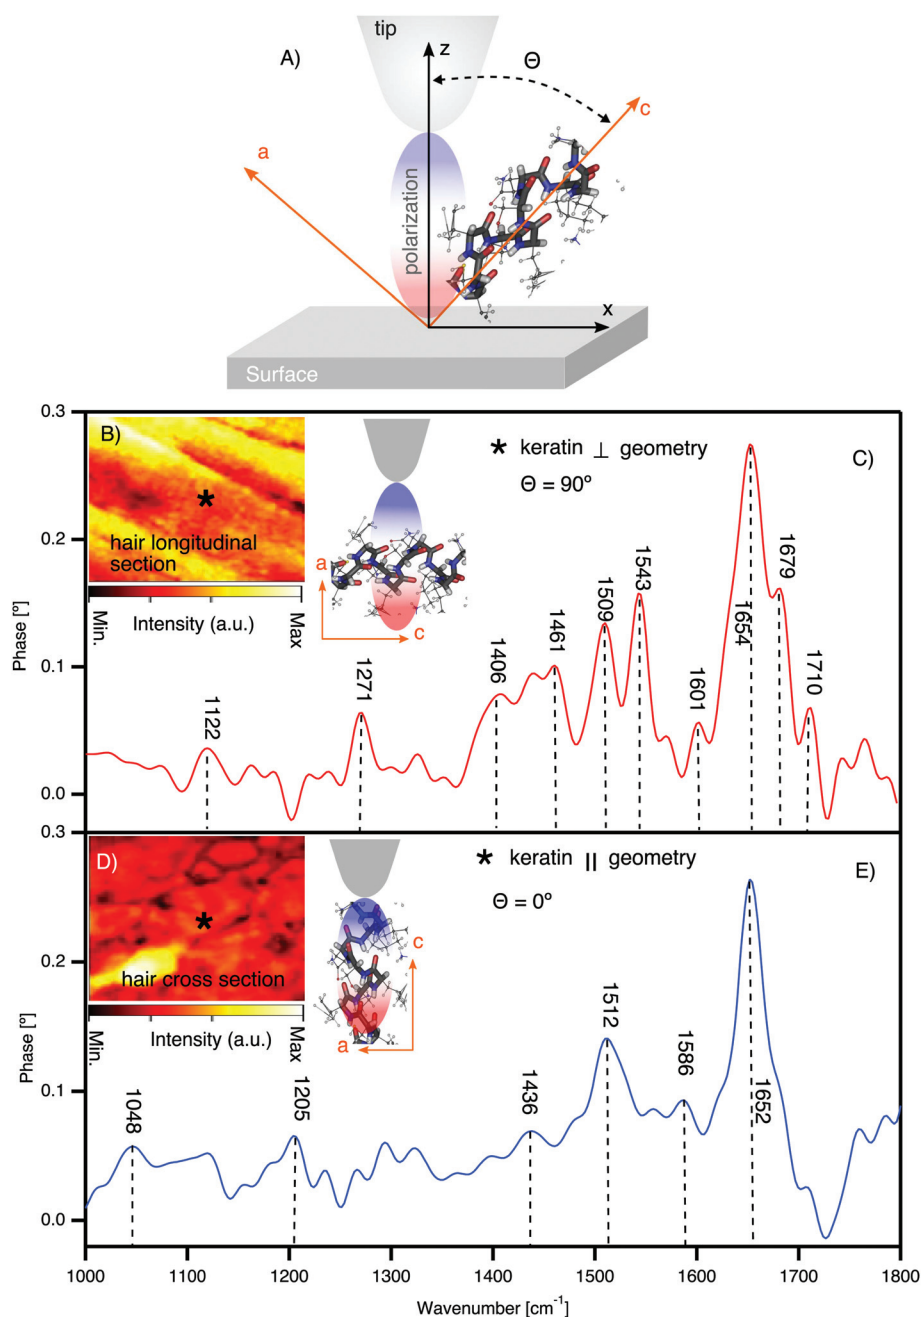 A)
tip
z
Θ
c
a
polarization
x
Surface
0.3
B)
★ keratin ⊥ geometry
C)
Θ = 90º
hair longitudinal
section
Min.
Intensity (a.u.)
Max
a
c
0.2
0.1
0.0
Phase [º]
1122
1271
1406
1461
1509
1543
1601
1654
1679
1710
0.3
D)
★ keratin || geometry
E)
Θ = 0º
hair cross section
Min.
Intensity (a.u.)
Max
c
a
0.2
0.1
0.0
Phase [º]
1048
1205
1436
1512
1586
1652
1000 1100 1200 1300 1400 1500 1600 1700 1800
Wavenumber [cm⁻¹]